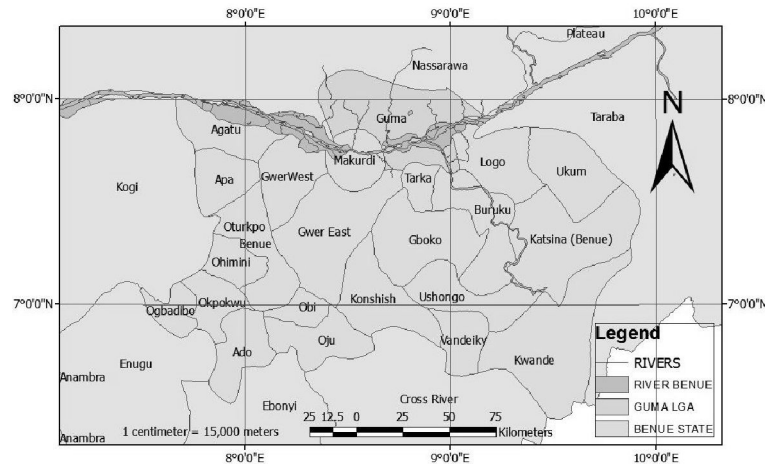 8°0'0"E 9°0'0"E 10°0'0"E
Plateau
Nassarawa
8°0'0"N 8°0'0"N
N
Taraba
Guma
Agatu
Makurdi
Logo
Ukum
Kogi
Apa
GwerWest
Tarka
Buruku
Oturkpo
Gwer East
Gboko
Katsina (Benue)
Benue
Ohimini
Okpokwu
Konshish
Ushongo
7°0'0"N 7°0'0"N
Ogbadibo
Obi
Oju
Vandeiky
Ado
Kwande
Enugu
Anambra
Ebonyi
Cross River
Anambra
Legend
RIVERS
RIVER BENUE
GUMA LGA
BENUE STATE
1 centimeter = 15,000 meters
25 12.5 0 25 50 75
Kilometers
8°0'0"E 9°0'0"E 10°0'0"E